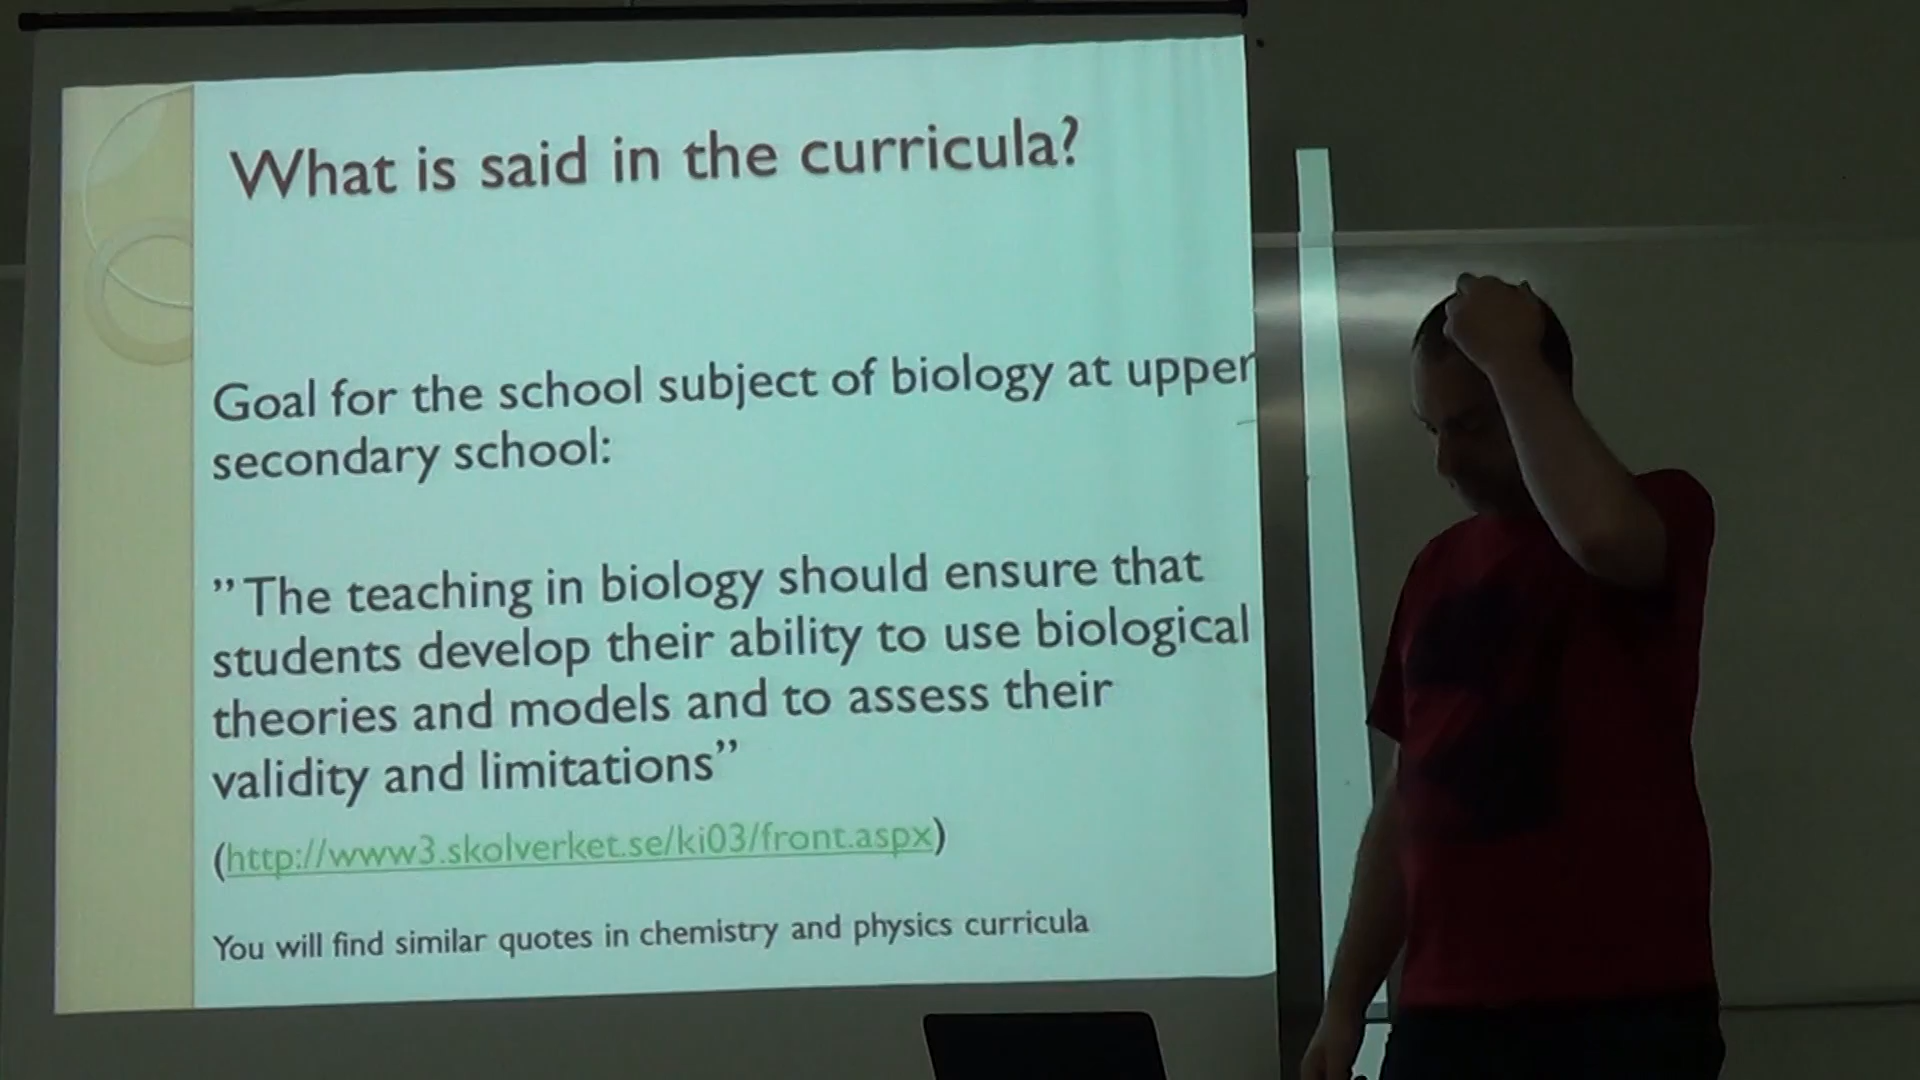 What is said in the curricula?
Goal for the school subject of biology at upper
secondary school:
”The teaching in biology should ensure that
students develop their ability to use biological
theories and models and to assess their
validity and limitations”
(http://www3.skolverket.se/ki03/front.aspx)
You will find similar quotes in chemistry and physics curricula